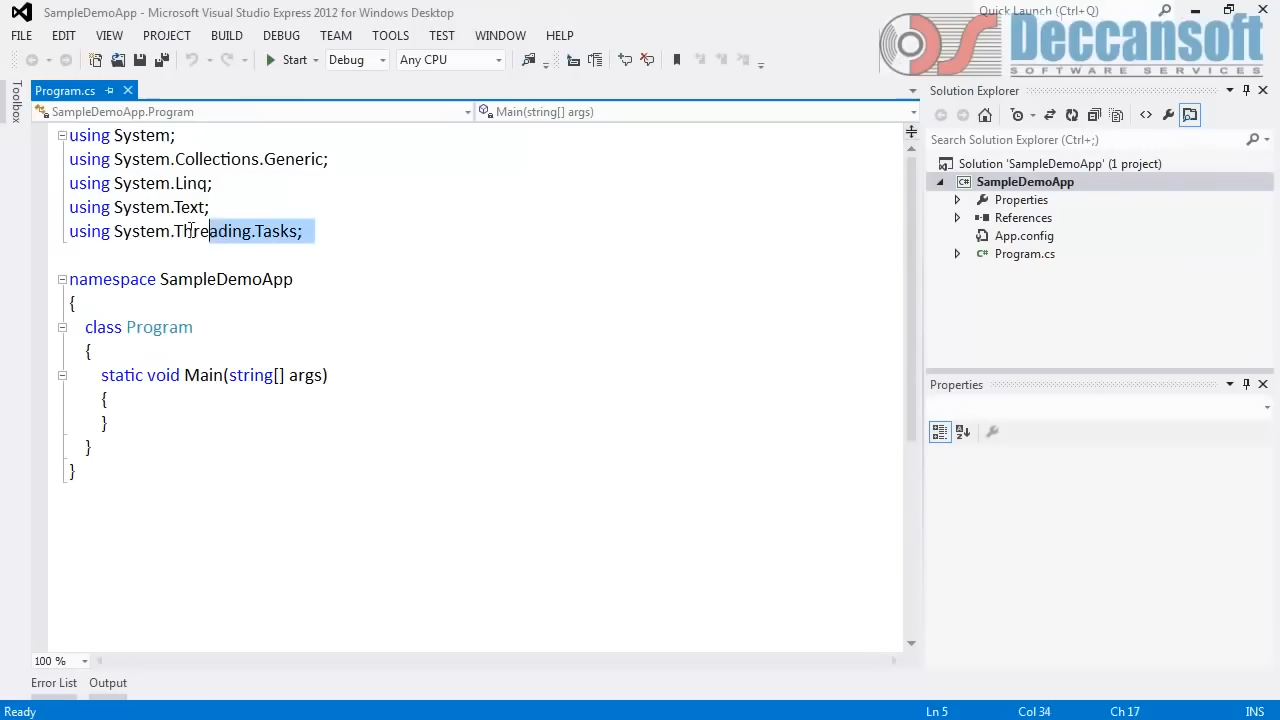 SampleDemoApp - Microsoft Visual Studio Express 2012 for Windows Desktop
Quick Launch (Ctrl+Q)
FILE EDIT VIEW PROJECT BUILD DEBUG TEAM TOOLS TEST WINDOW HELP
Deccansoft
SOFTWARE SERVICES
Start Debug Any CPU
Toolbox
Program.cs
SampleDemoApp.Program Main(string[] args)
using System;
using System.Collections.Generic;
using System.Linq;
using System.Text;
using System.Threading.Tasks;
namespace SampleDemoApp
{
class Program
{
static void Main(string[] args)
{
}
}
}
100 %
Error List Output
Solution Explorer
Search Solution Explorer (Ctrl+;)
Solution 'SampleDemoApp' (1 project)
SampleDemoApp
Properties
References
App.config
Program.cs
Properties
Ready Ln 5 Col 34 Ch 17 INS